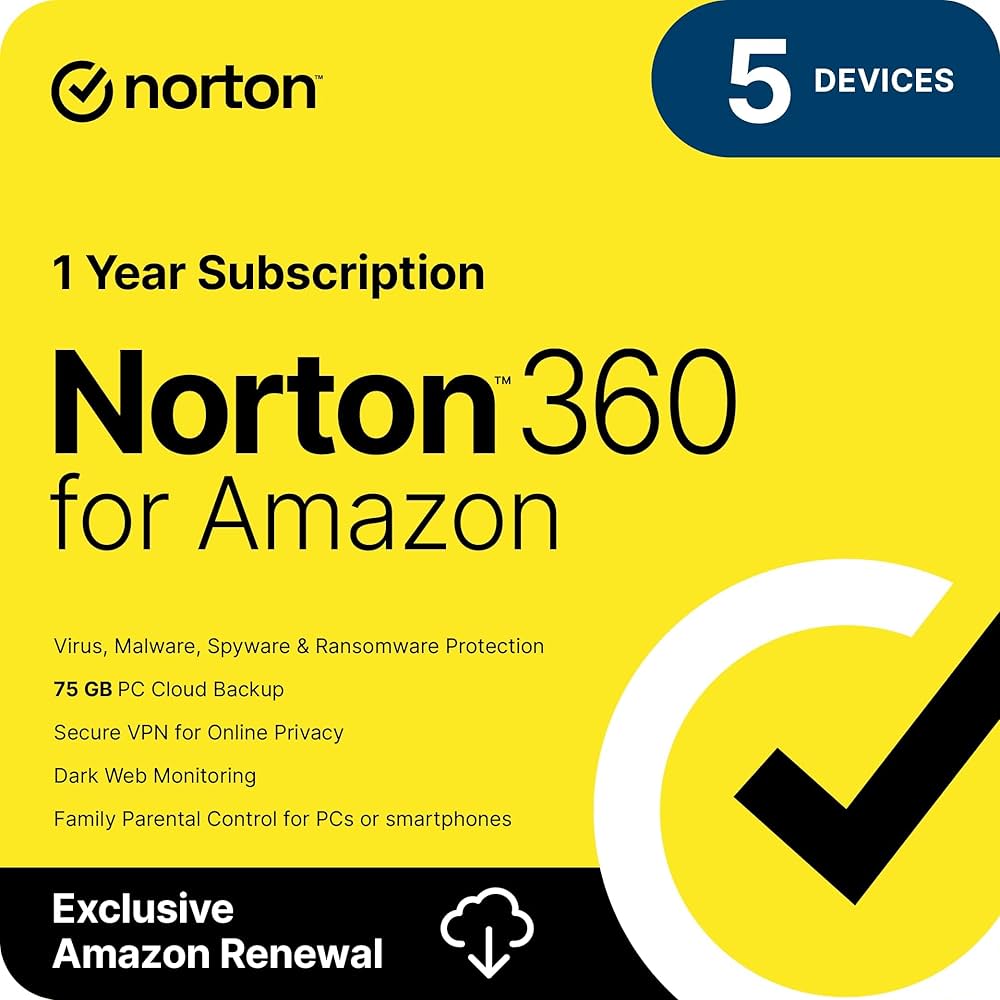 norton™
5 DEVICES
1 Year Subscription
Norton™ 360
for Amazon
Virus, Malware, Spyware & Ransomware Protection
75 GB PC Cloud Backup
Secure VPN for Online Privacy
Dark Web Monitoring
Family Parental Control for PCs or smartphones
Exclusive
Amazon Renewal